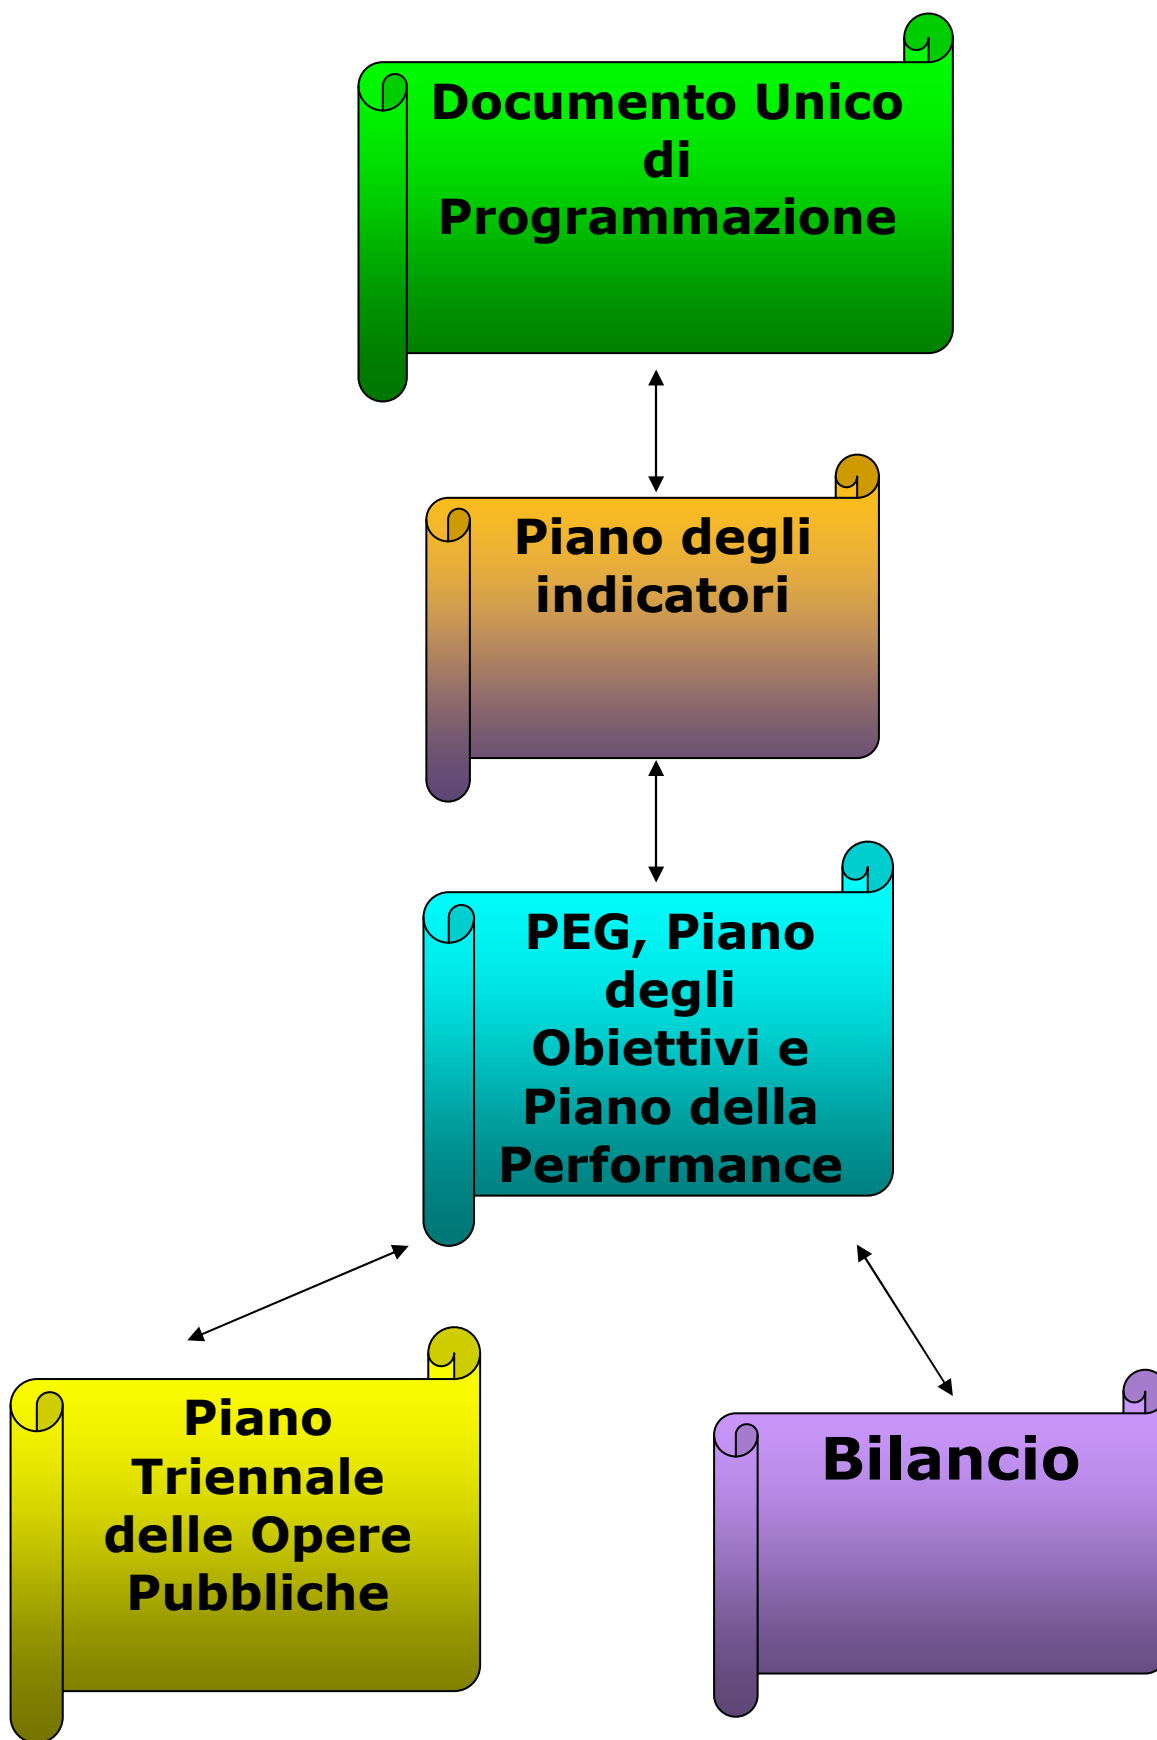 Documento Unico
di
Programmazione
Piano degli
indicatori
PEG, Piano
degli
Obiettivi e
Piano della
Performance
Piano
Triennale
delle Opere
Pubbliche
Bilancio